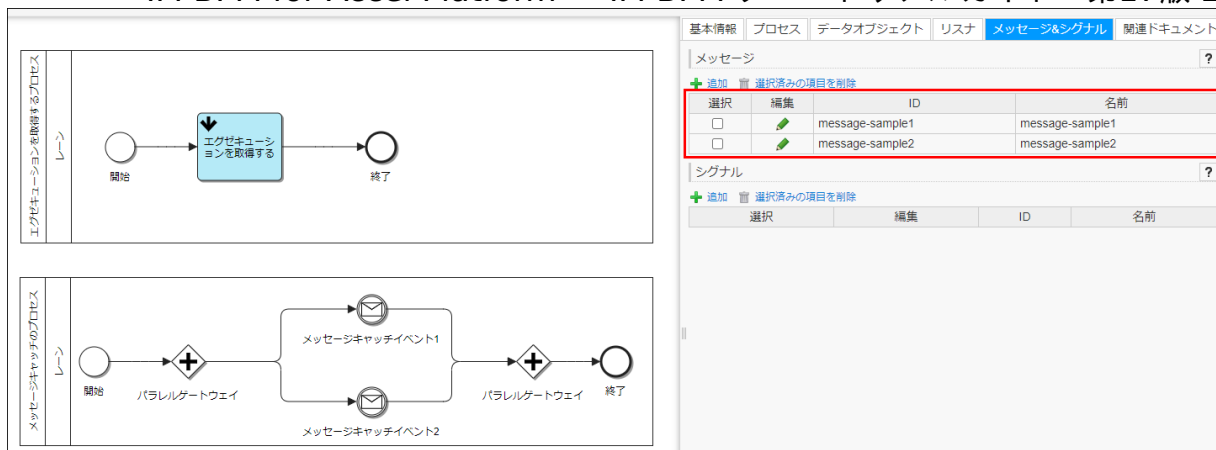 基本情報 プロセス データオブジェクト リスナ メッセージ&シグナル 関連ドキュメント
メッセージ ?
追加 選択済みの項目を削除
選択 編集 ID 名前
message-sample1 message-sample1
message-sample2 message-sample2
シグナル ?
追加 選択済みの項目を削除
選択 編集 ID 名前
エグゼキューションを取得するプロセス
レーン
開始
エグゼキューシ
ョンを取得する
終了
メッセージキャッチのプロセス
レーン
開始
パラレルゲートウェイ
メッセージキャッチイベント1
メッセージキャッチイベント2
パラレルゲートウェイ
終了